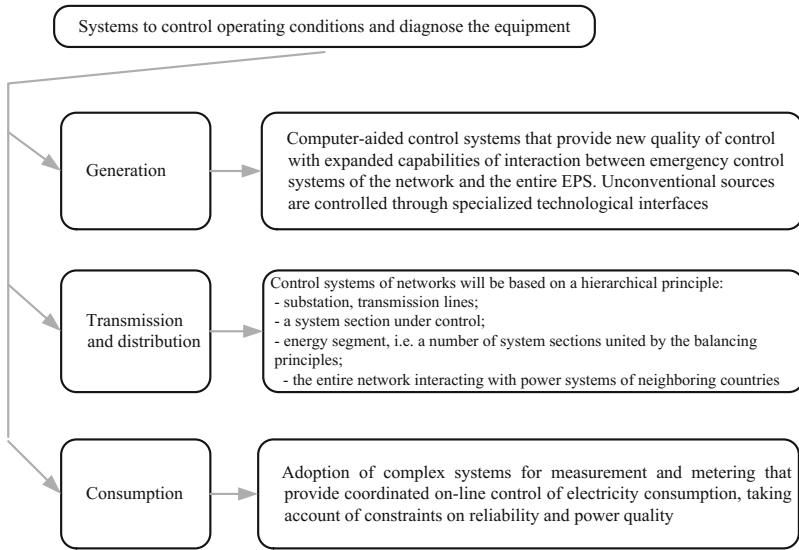 Systems to control operating conditions and diagnose the equipment
Generation
Computer-aided control systems that provide new quality of control
with expanded capabilities of interaction between emergency control
systems of the network and the entire EPS. Unconventional sources
are controlled through specialized technological interfaces
Transmission
and distribution
Control systems of networks will be based on a hierarchical principle:
- substation, transmission lines;
- a system section under control;
- energy segment, i.e. a number of system sections united by the balancing
principles;
- the entire network interacting with power systems of neighboring countries
Consumption
Adoption of complex systems for measurement and metering that
provide coordinated on-line control of electricity consumption, taking
account of constraints on reliability and power quality